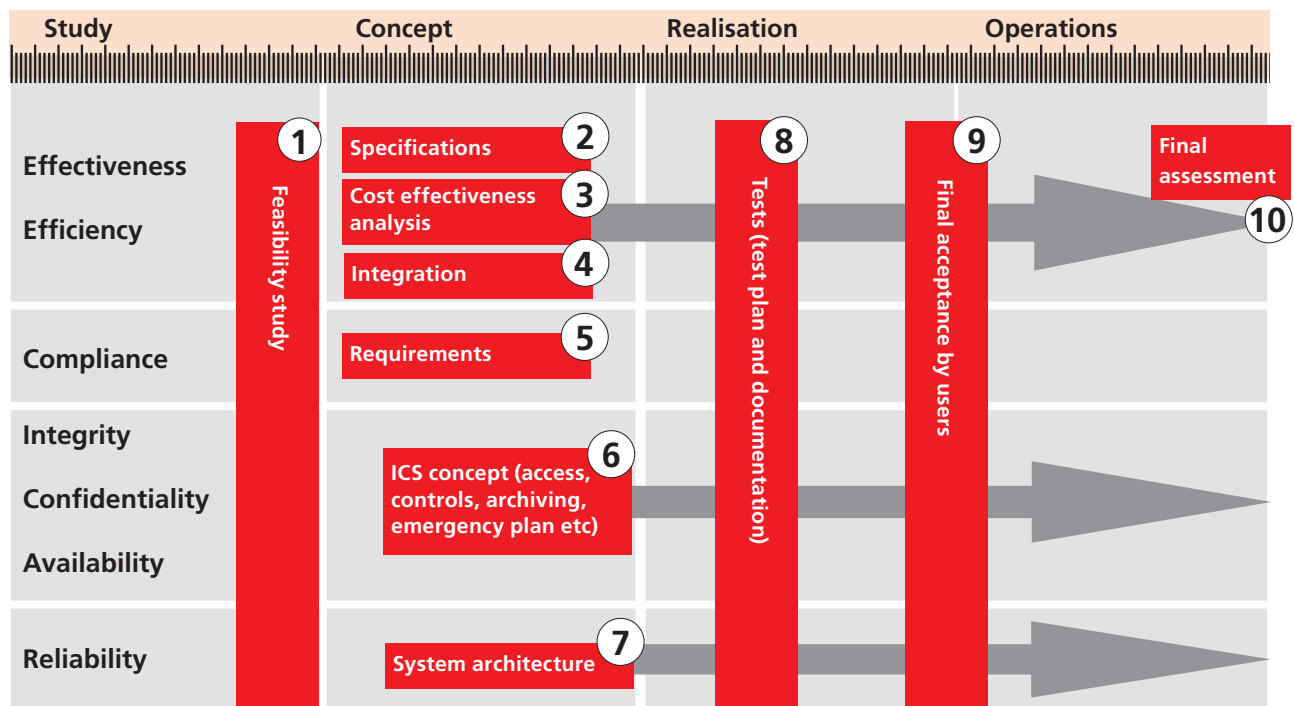 Study
Concept
Realisation
Operations
Effectiveness
Efficiency
1
Feasibility study
Specifications
2
Cost effectiveness
analysis
3
Integration
4
8
Tests (test plan and documentation)
9
Final acceptance by users
Final
assessment
10
Compliance
Requirements
5
Integrity
Confidentiality
Availability
ICS concept (access,
controls, archiving,
emergency plan etc)
6
Reliability
System architecture
7